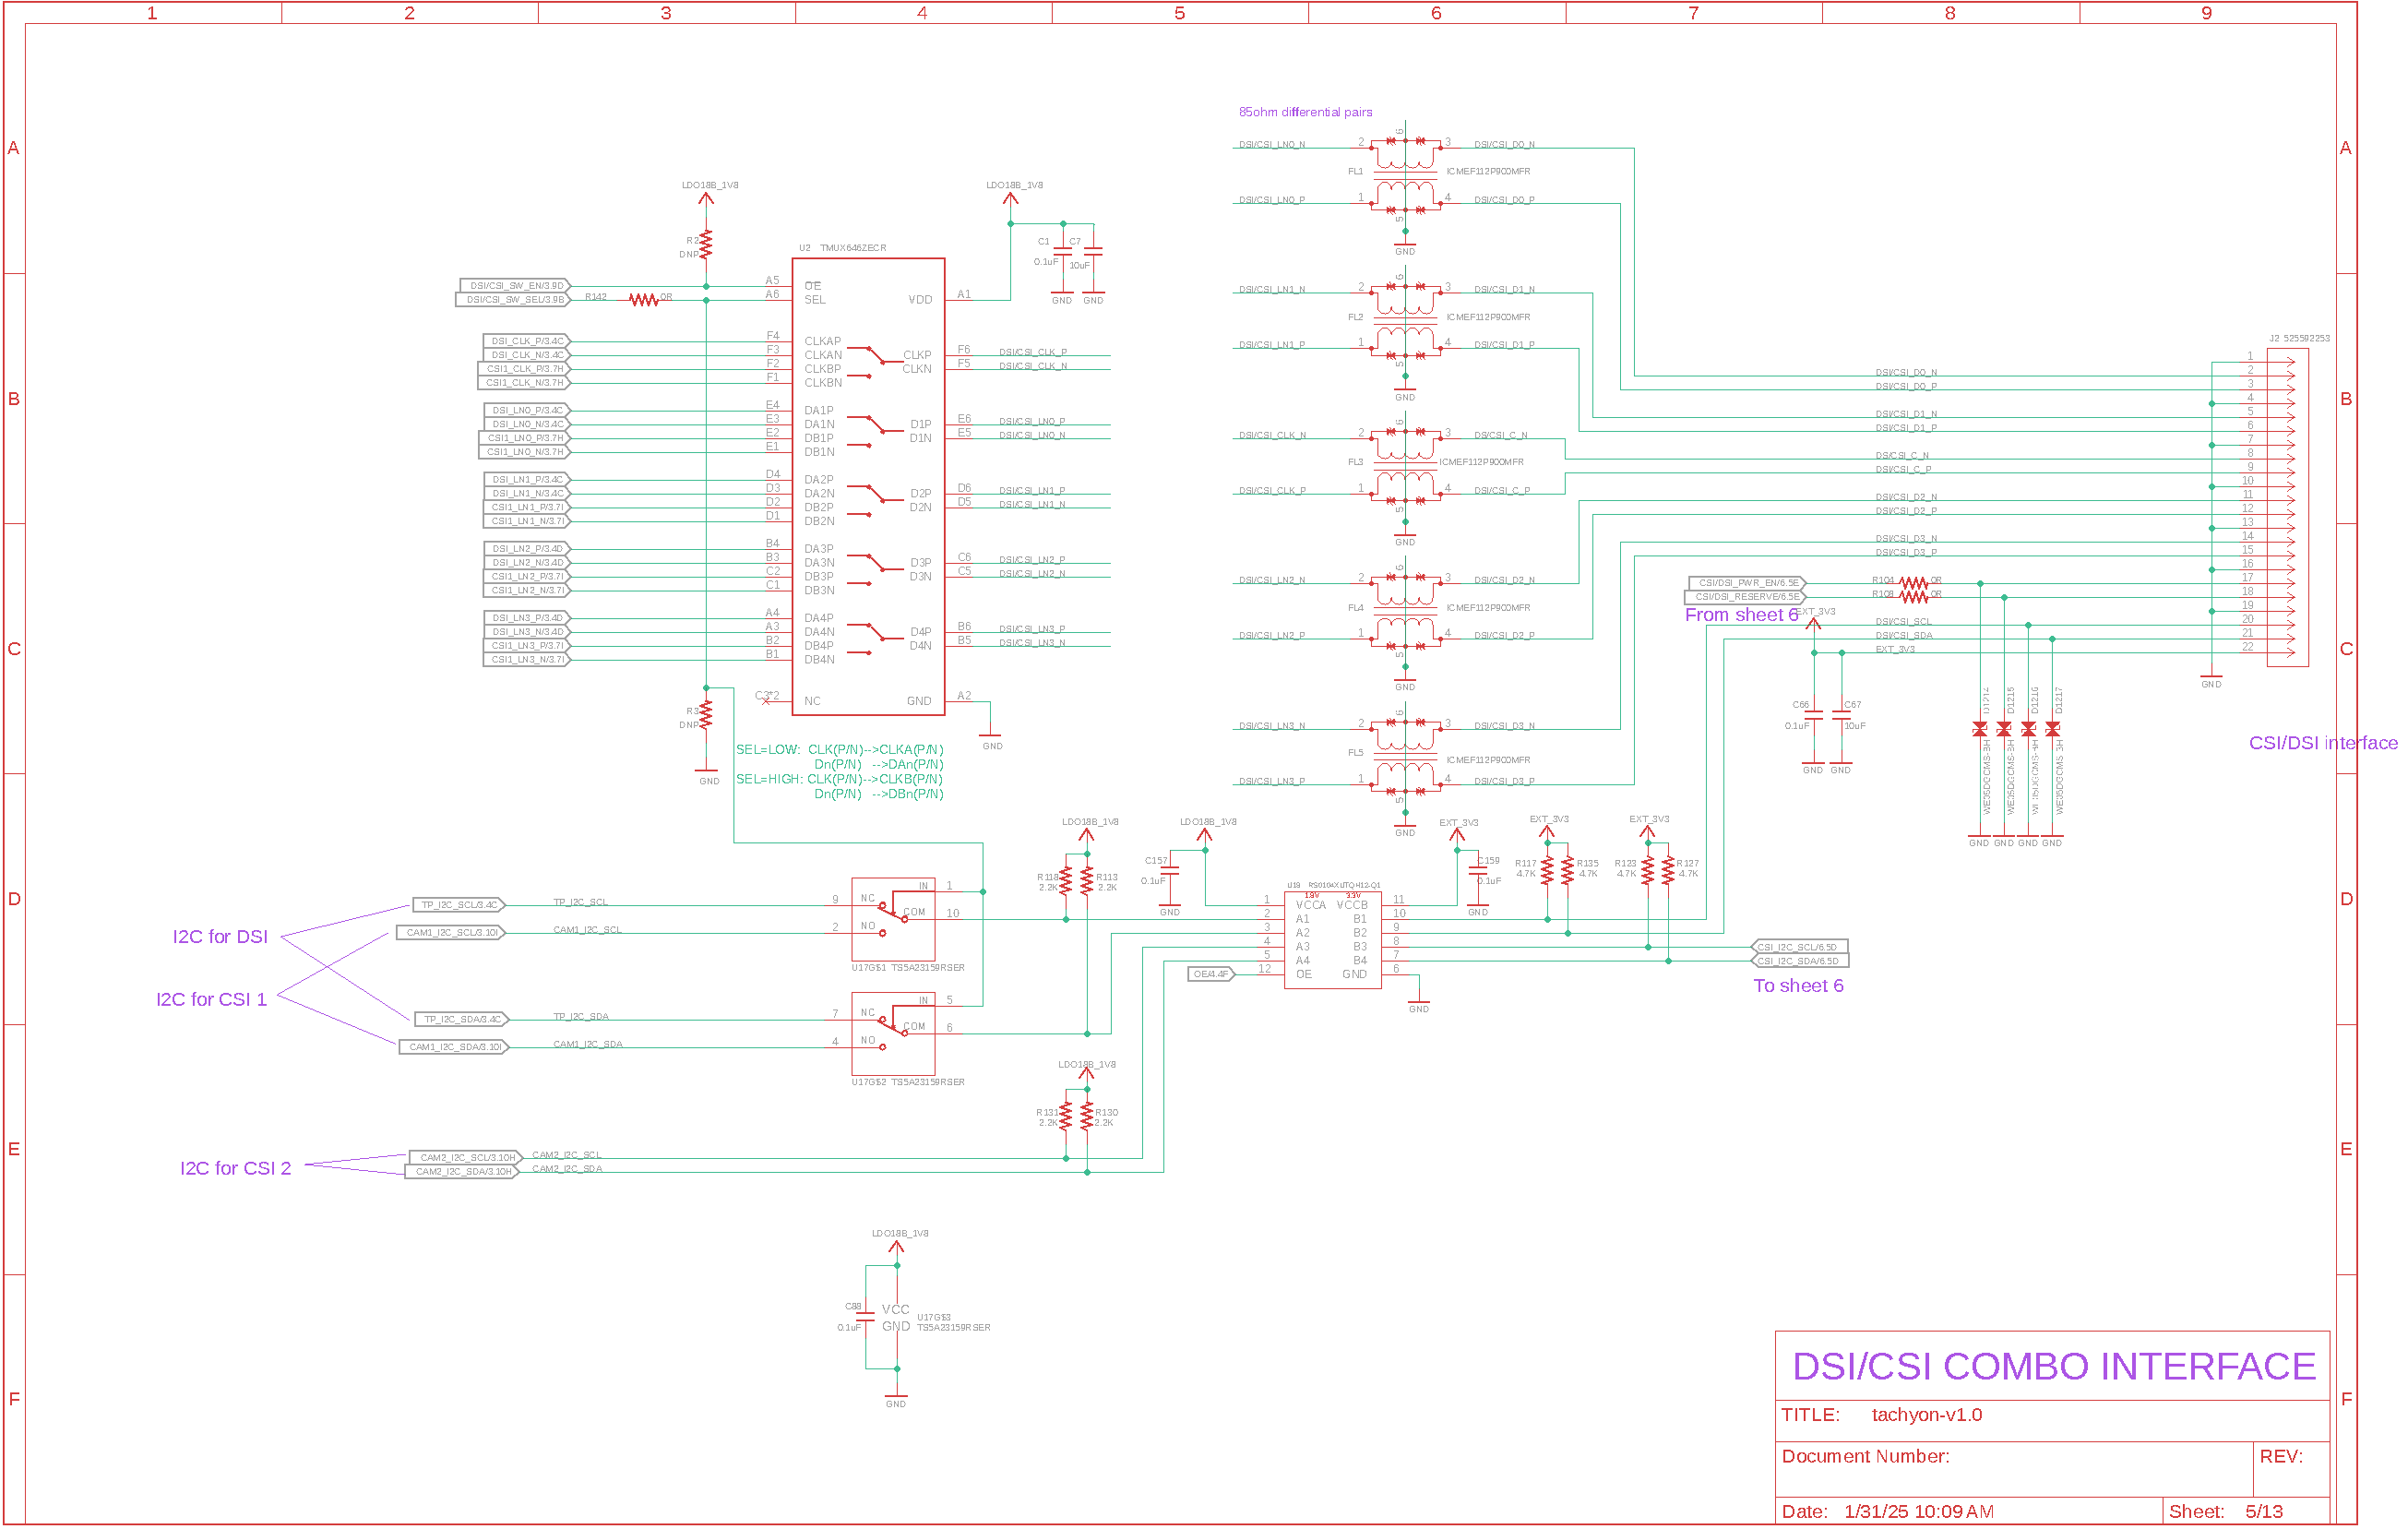 1 2 3 4 5 6 7 8 9
A A
B B
C C
D D
E E
F F
85ohm differential pairs
LDO18B_1V8
R2
DNP
LDO18B_1V8
C1
0.1uF
C7
10uF
GND GND
U2 TMUX646ZECR
DSI/CSI_SW_EN/3.9D A5 OE
DSI/CSI_SW_SEL/3.9B R142 0R A6 SEL VDD A1
DSI_CLK_P/3.4C F4 CLKAP
DSI_CLK_N/3.4C F3 CLKAN CLKP F6 DSI/CSI_CLK_P
CSI1_CLK_P/3.7H F2 CLKBP CLKN F5 DSI/CSI_CLK_N
CSI1_CLK_N/3.7H F1 CLKBN
DSI_LN0_P/3.4C E4 DA1P
DSI_LN0_N/3.4C E3 DA1N D1P E6 DSI/CSI_LN0_P
CSI1_LN0_P/3.7H E2 DB1P D1N E5 DSI/CSI_LN0_N
CSI1_LN0_N/3.7H E1 DB1N
DSI_LN1_P/3.4C D4 DA2P
DSI_LN1_N/3.4C D3 DA2N D2P D6 DSI/CSI_LN1_P
CSI1_LN1_P/3.7I D2 DB2P D2N D5 DSI/CSI_LN1_N
CSI1_LN1_N/3.7I D1 DB2N
DSI_LN2_P/3.4D B4 DA3P
DSI_LN2_N/3.4D B3 DA3N D3P C6 DSI/CSI_LN2_P
CSI1_LN2_P/3.7I C2 DB3P D3N C5 DSI/CSI_LN2_N
CSI1_LN2_N/3.7I C1 DB3N
DSI_LN3_P/3.4D A4 DA4P
DSI_LN3_N/3.4D A3 DA4N D4P B6 DSI/CSI_LN3_P
CSI1_LN3_P/3.7I B2 DB4P D4N B5 DSI/CSI_LN3_N
CSI1_LN3_N/3.7I B1 DB4N
C3*2 NC GND A2
GND
R3
DNP
GND
SEL=LOW: CLK(P/N)-->CLKA(P/N)
Dn(P/N) -->DAn(P/N)
SEL=HIGH: CLK(P/N)-->CLKB(P/N)
Dn(P/N) -->DBn(P/N)
DSI/CSI_LN0_N 2 6 3 DSI/CSI_D0_N
FL1 ICMEF112P900MFR
DSI/CSI_LN0_P 1 5 4 DSI/CSI_D0_P
GND
DSI/CSI_LN1_N 2 6 3 DSI/CSI_D1_N
FL2 ICMEF112P900MFR
DSI/CSI_LN1_P 1 5 4 DSI/CSI_D1_P
GND
DSI/CSI_CLK_N 2 6 3 DS/CSI_C_N
FL3 ICMEF112P900MFR
DSI/CSI_CLK_P 1 5 4 DSI/CSI_C_P
GND
DSI/CSI_LN2_N 2 6 3 DSI/CSI_D2_N
FL4 ICMEF112P900MFR
DSI/CSI_LN2_P 1 5 4 DSI/CSI_D2_P
GND
DSI/CSI_LN3_N 2 6 3 DSI/CSI_D3_N
FL5 ICMEF112P900MFR
DSI/CSI_LN3_P 1 5 4 DSI/CSI_D3_P
GND
J2 525592253
1
DSI/CSI_D0_N 2
DSI/CSI_D0_P 3
4
DSI/CSI_D1_N 5
DSI/CSI_D1_P 6
7
DS/CSI_C_N 8
DSI/CSI_C_P 9
10
DSI/CSI_D2_N 11
DSI/CSI_D2_P 12
13
DSI/CSI_D3_N 14
DSI/CSI_D3_P 15
16
CSI/DSI_PWR_EN/6.5E R104 0R 17
CSI/DSI_RESERVE/6.5E R108 0R 18
From sheet 6 EXT_3V3 19
DSI/CSI_SCL 20
DSI/CSI_SDA 21
EXT_3V3 22
GND
C66
0.1uF
C67
10uF
GND GND
D1214 D1215 D1216 D1217
WE05DGCMS-BH WE05DGCMS-BH WE05DGCMS-BH WE05DGCMS-BH
GND GND GND GND
CSI/DSI interface
I2C for DSI
I2C for CSI 1
I2C for CSI 2
TP_I2C_SCL/3.4C TP_I2C_SCL 9 NC IN 1
CAM1_I2C_SCL/3.10I CAM1_I2C_SCL 2 NO COM 10
U17G$1 TS5A23159RSER
TP_I2C_SDA/3.4C TP_I2C_SDA 7 NC IN 5
CAM1_I2C_SDA/3.10I CAM1_I2C_SDA 4 NO COM 6
U17G$2 TS5A23159RSER
LDO18B_1V8
R118
2.2K
R113
2.2K
LDO18B_1V8
C157
0.1uF
GND
EXT_3V3
C159
0.1uF
GND
EXT_3V3
R117
4.7K
R135
4.7K
EXT_3V3
R123
4.7K
R127
4.7K
U19 RS0104XUTQH12-Q1
1.8V 3.3V
1 VCCA VCCB 11
2 A1 B1 10
3 A2 B2 9
4 A3 B3 8 CSI_I2C_SCL/6.5D
5 A4 B4 7 CSI_I2C_SDA/6.5D
OE/4.4F 12 OE GND 6
GND
To sheet 6
LDO18B_1V8
R131
2.2K
R130
2.2K
CAM2_I2C_SCL/3.10H CAM2_I2C_SCL
CAM2_I2C_SDA/3.10H CAM2_I2C_SDA
LDO18B_1V8
C89
0.1uF
VCC
GND
U17G$3
TS5A23159RSER
GND
DSI/CSI COMBO INTERFACE
TITLE: tachyon-v1.0
Document Number:
REV:
Date: 1/31/25 10:09 AM
Sheet: 5/13